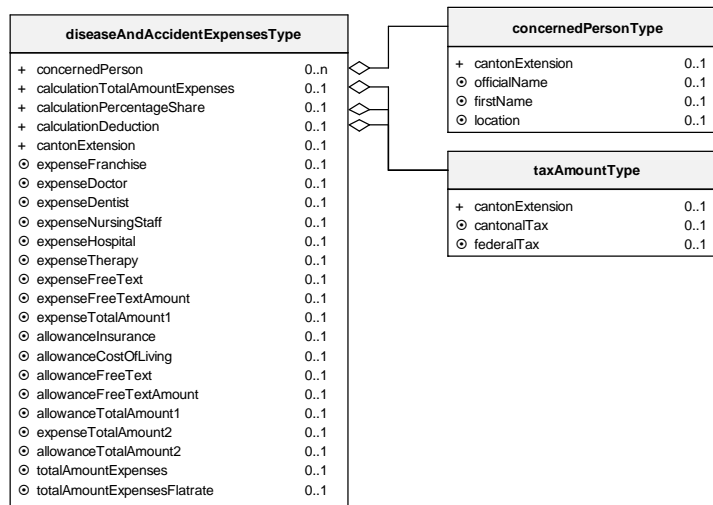 diseaseAndAccidentExpensesType
+ concernedPerson 0..n
+ calculationTotalAmountExpenses 0..1
+ calculationPercentageShare 0..1
+ calculationDeduction 0..1
+ cantonExtension 0..1
expenseFranchise 0..1
expenseDoctor 0..1
expenseDentist 0..1
expenseNursingStaff 0..1
expenseHospital 0..1
expenseTherapy 0..1
expenseFreeText 0..1
expenseFreeTextAmount 0..1
expenseTotalAmount1 0..1
allowanceInsurance 0..1
allowanceCostOfLiving 0..1
allowanceFreeText 0..1
allowanceFreeTextAmount 0..1
allowanceTotalAmount1 0..1
expenseTotalAmount2 0..1
allowanceTotalAmount2 0..1
totalAmountExpenses 0..1
totalAmountExpensesFlatrate 0..1
concernedPersonType
+ cantonExtension 0..1
officialName 0..1
firstName 0..1
location 0..1
taxAmountType
+ cantonExtension 0..1
cantonalTax 0..1
federalTax 0..1